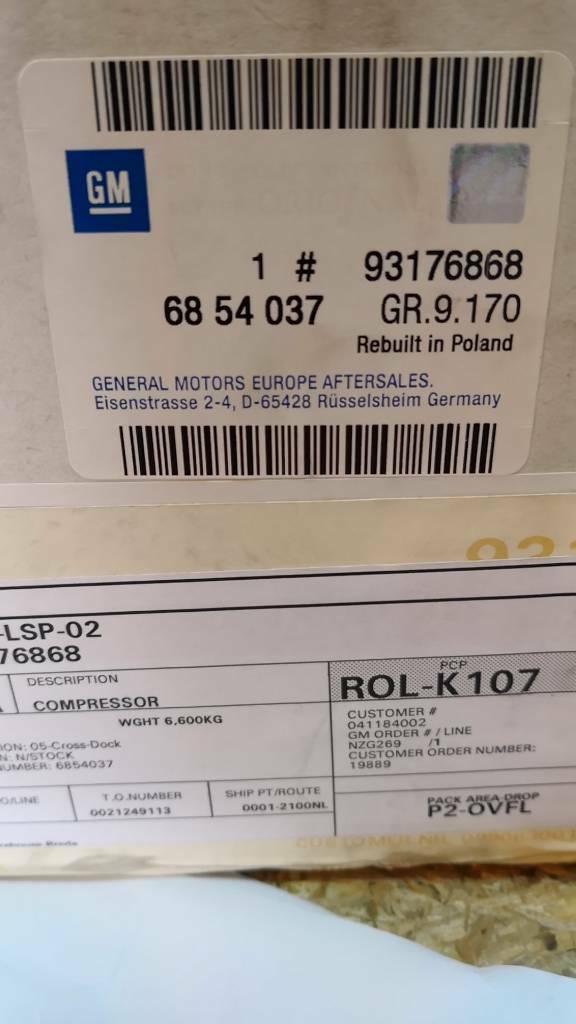 GM
1 # 93176868
68 54 037 GR.9.170
Rebuilt in Poland
GENERAL MOTORS EUROPE AFTERSALES.
Eisenstrasse 2-4, D-65428 Rüsselsheim Germany
93
-LSP-02
76868
DESCRIPTION
COMPRESSOR
WGHT 6,600KG
PCP
ROL-K107
CUSTOMER #
041184002
GM ORDER # / LINE
NZG269 /1
CUSTOMER ORDER NUMBER:
19889
ION: 05-Cross-Dock
N: N/STOCK
UMBER: 6854037
O/LINE
T.O.NUMBER
0021249113
SHIP PT/ROUTE
0001-2100NL
PACK AREA-DROP
P2-OVFL